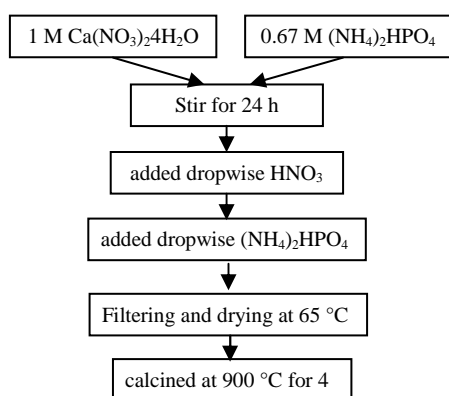 1 M Ca(NO₃)₂4H₂O
0.67 M (NH₄)₂HPO₄
Stir for 24 h
added dropwise HNO₃
added dropwise (NH₄)₂HPO₄
Filtering and drying at 65 °C
calcined at 900 °C for 4